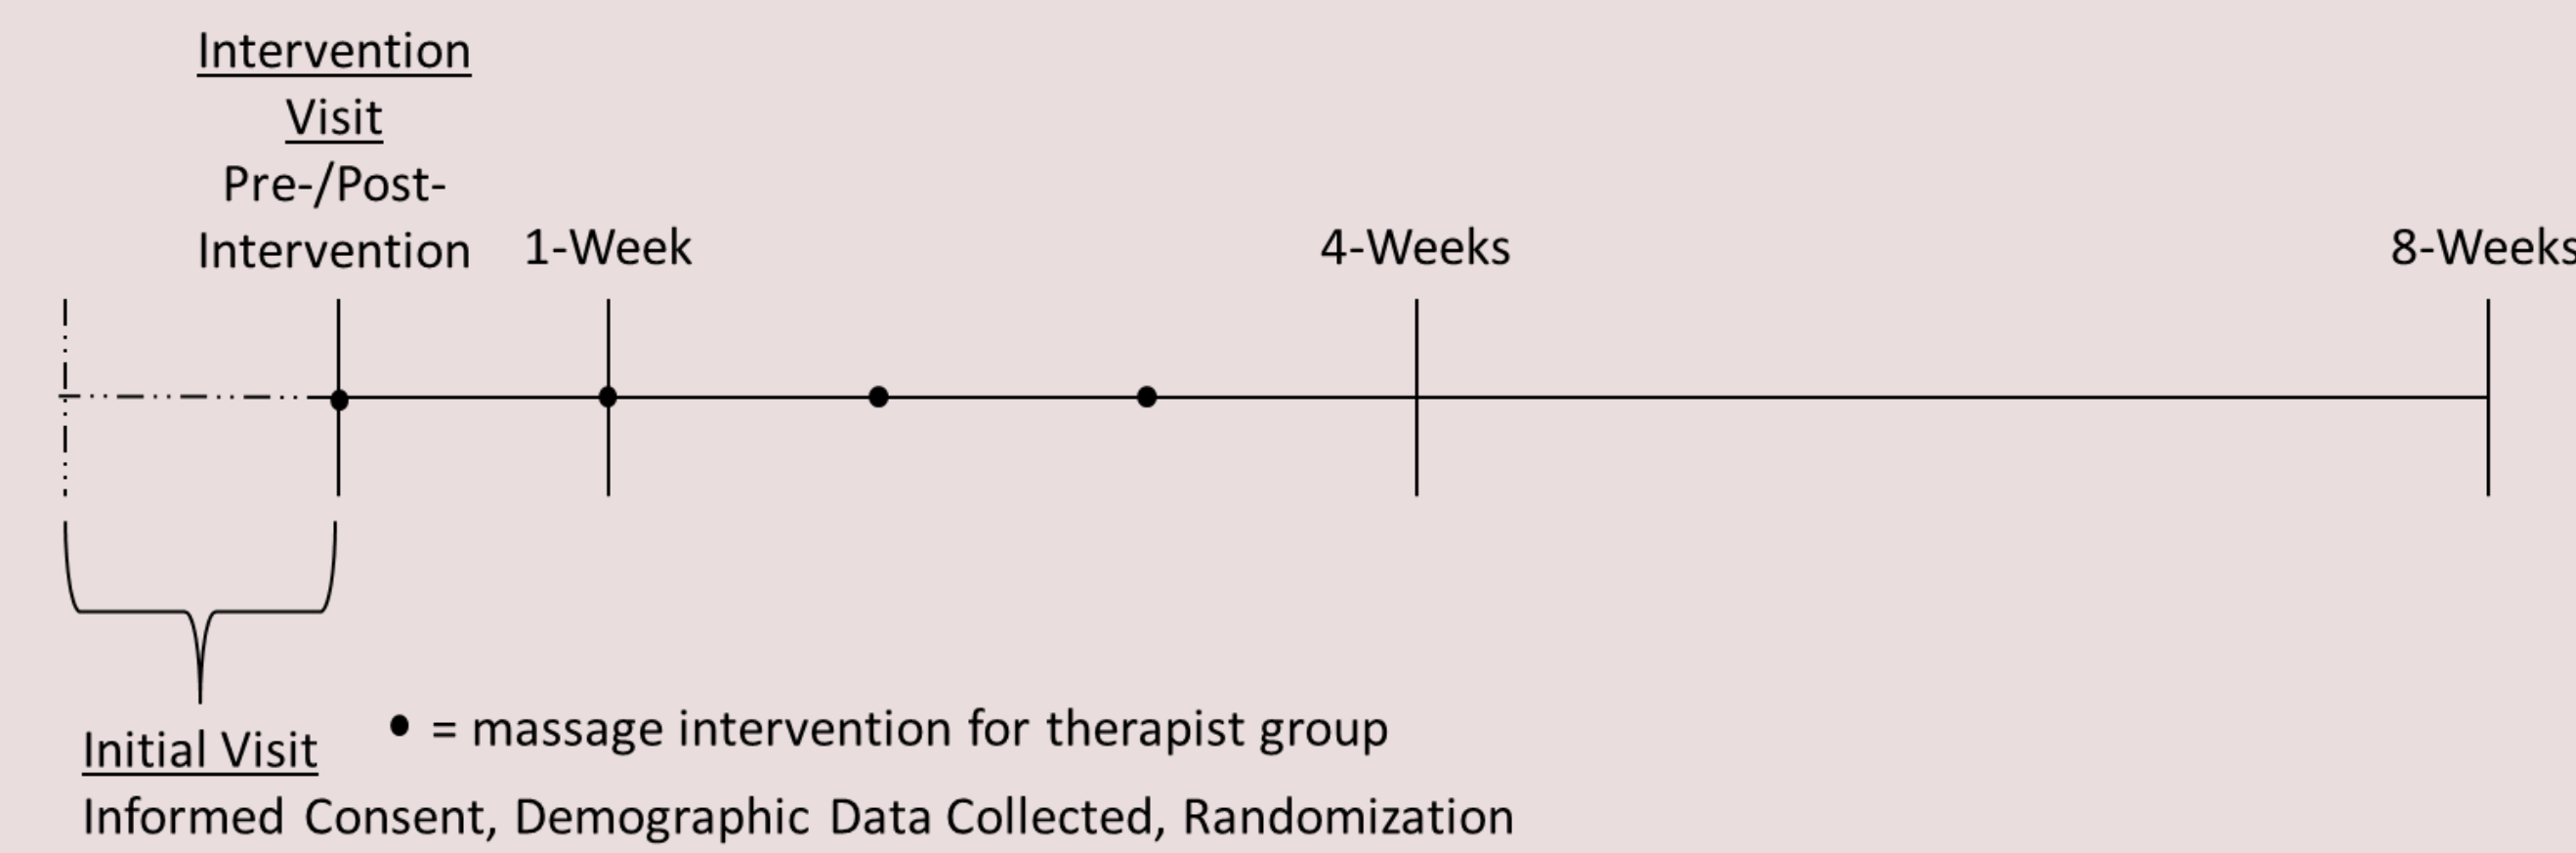 Intervention
Visit
Pre-/Post-
Intervention
1-Week
4-Weeks
8-Weeks
● = massage intervention for therapist group
Initial Visit
Informed Consent, Demographic Data Collected, Randomization